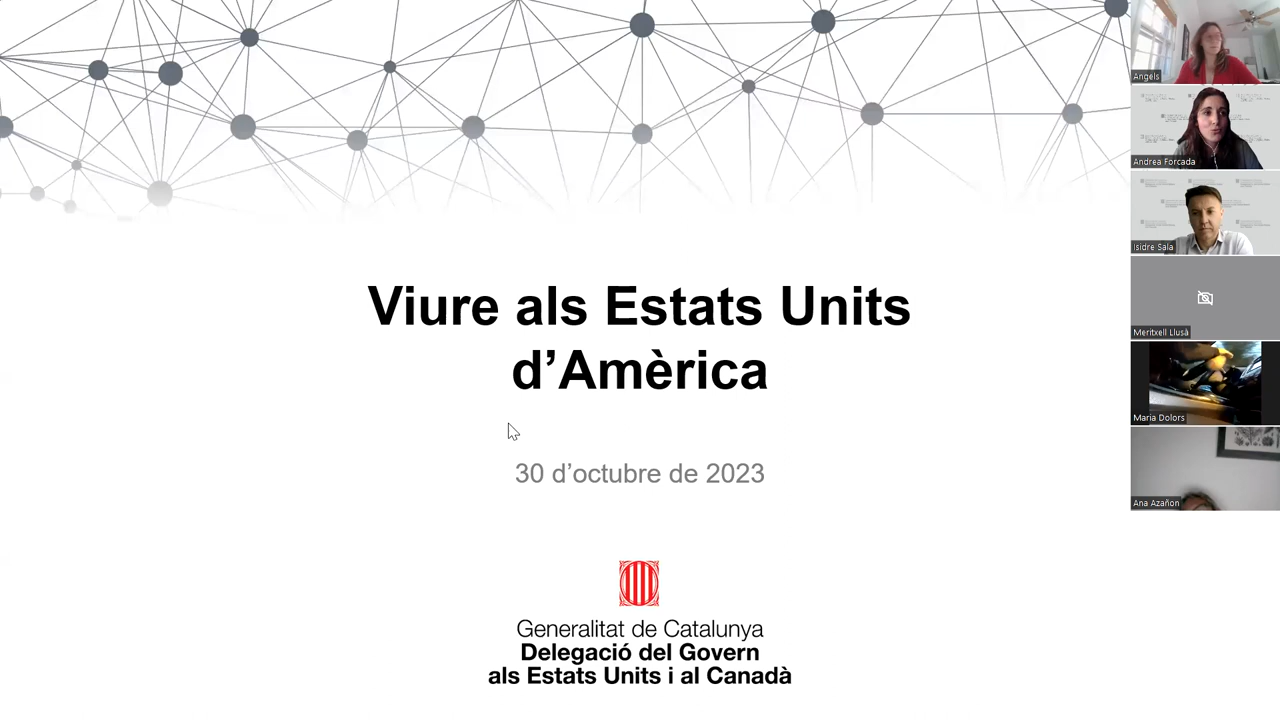 Viure als Estats Units
d’Amèrica
30 d’octubre de 2023
Generalitat de Catalunya
Delegació del Govern
als Estats Units i al Canadà
Angels
Andrea Forcada
Isidre Sala
Meritxell Llusà
Maria Dolors
Ana Azañon